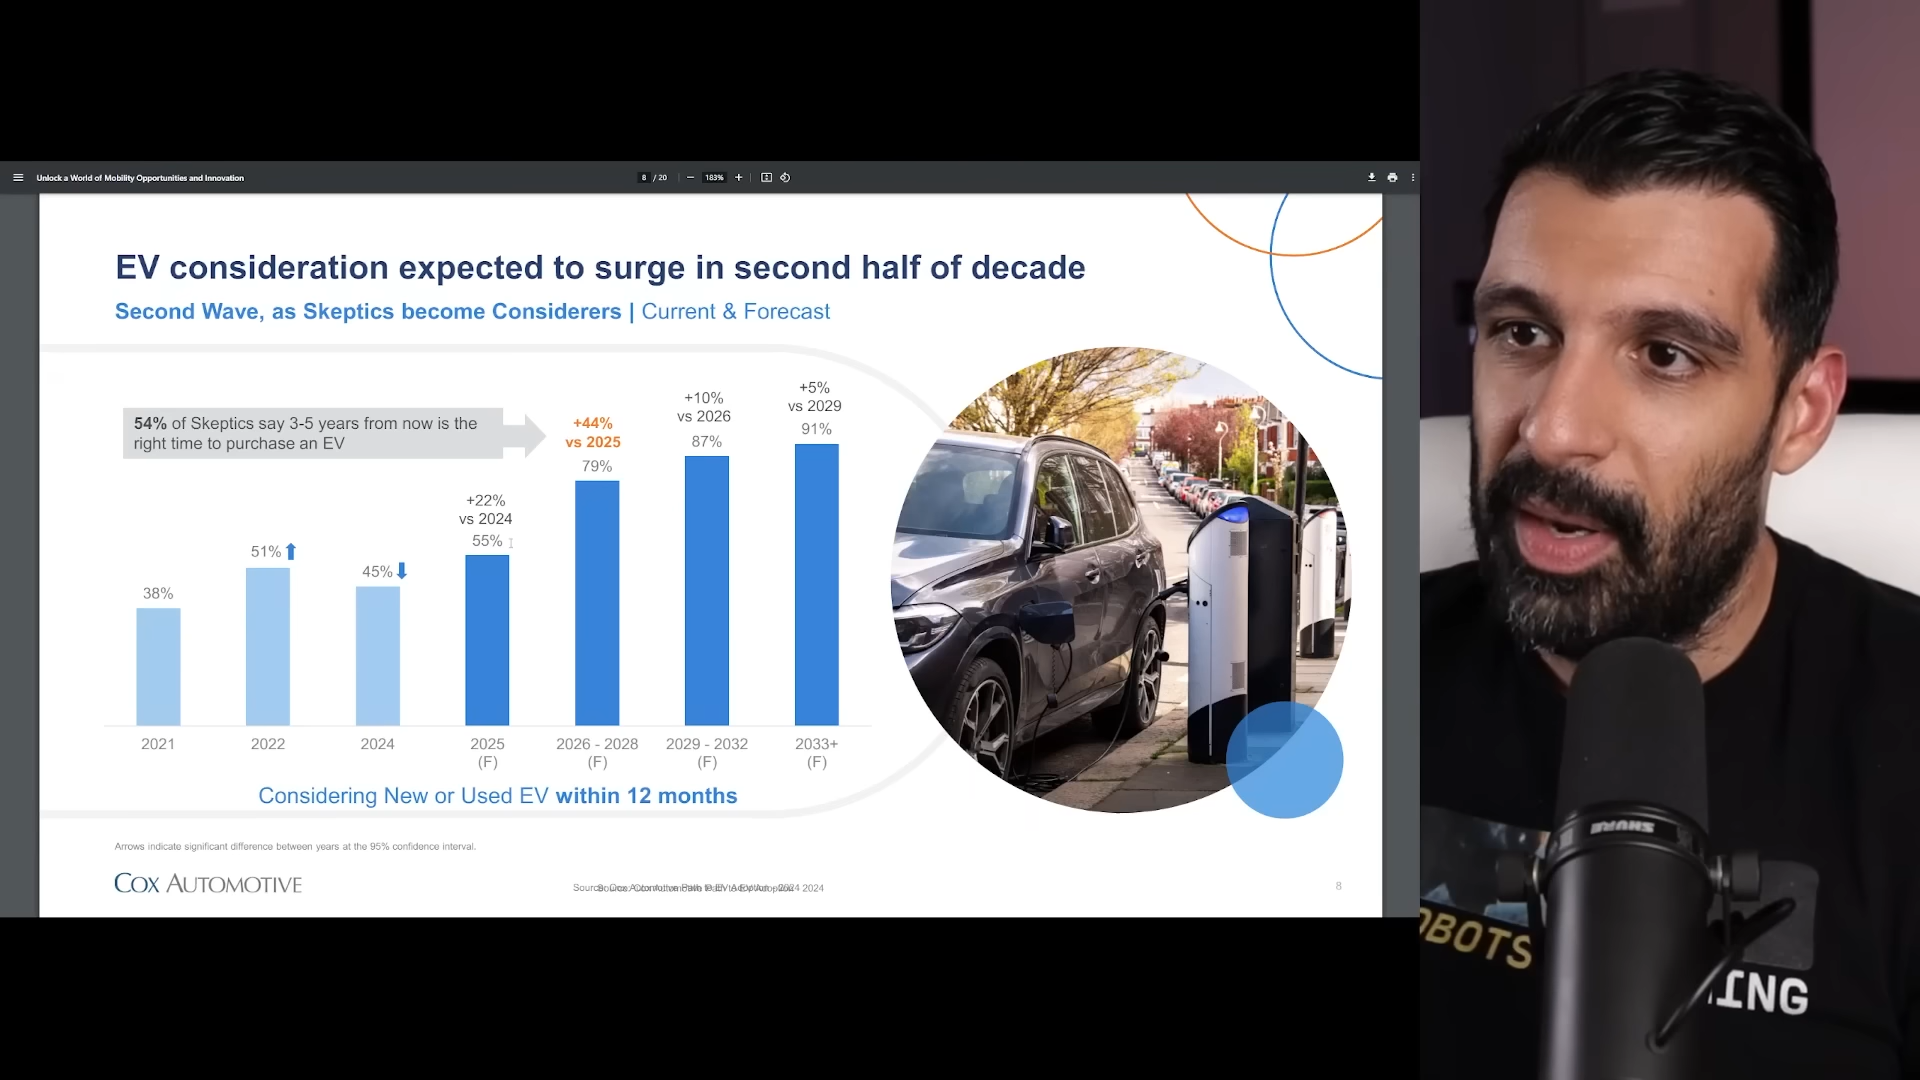 Unlock a World of Mobility Opportunities and Innovation
8 / 20
183%
EV consideration expected to surge in second half of decade
Second Wave, as Skeptics become Considerers | Current & Forecast
54% of Skeptics say 3-5 years from now is the
right time to purchase an EV
38%
51%
45%
+22%
vs 2024
55%
+44%
vs 2025
79%
+10%
vs 2026
87%
+5%
vs 2029
91%
2021
2022
2024
2025
(F)
2026 - 2028
(F)
2029 - 2032
(F)
2033+
(F)
Considering New or Used EV within 12 months
Arrows indicate significant difference between years at the 95% confidence interval.
COX AUTOMOTIVE
8
SHURE
OBOTS
ING